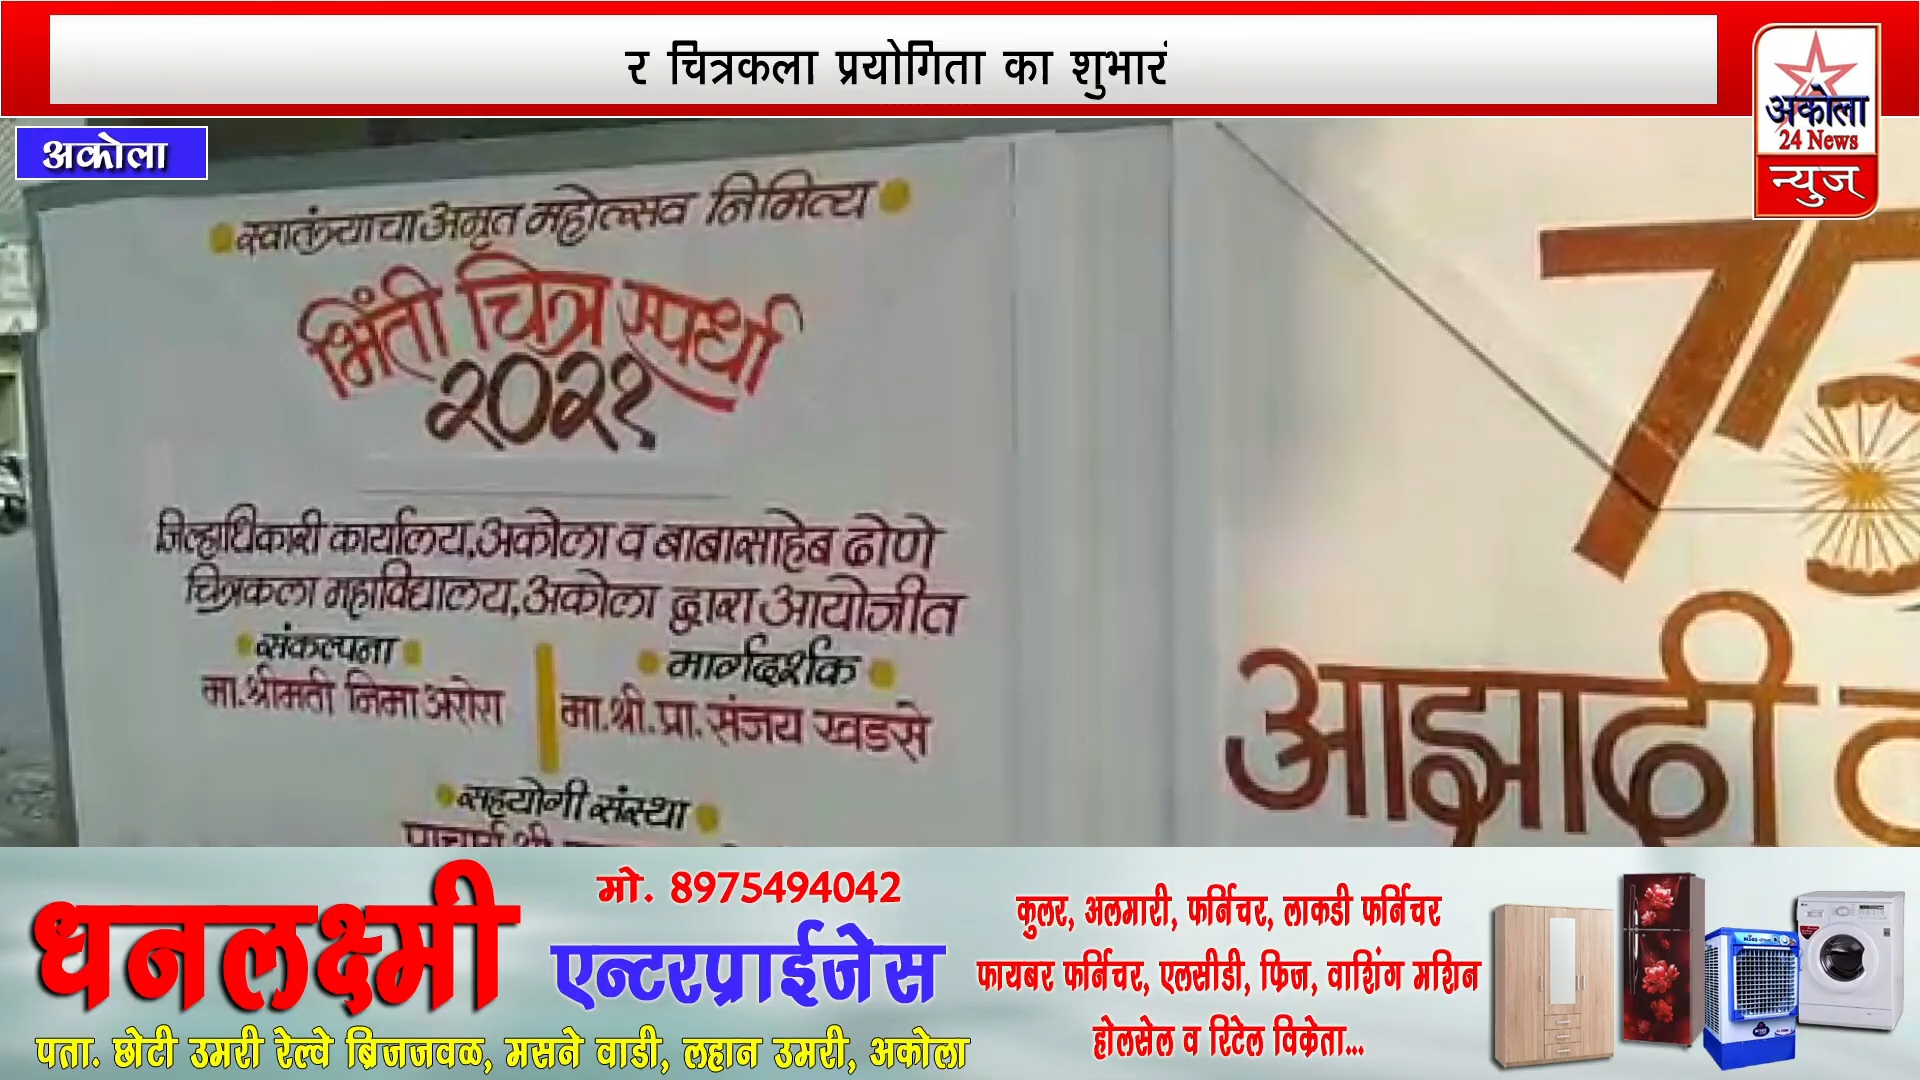 र चित्रकला प्रयोगिता का शुभारं
अकोला
24 News
न्युज
अकोला
स्वातंत्र्याचा अमृत महोत्सव निमित्य
भिंती चित्र स्पर्धा
२०२१
जिल्हाधिकारी कार्यालय, अकोला व बाबासाहेब ढोणे
चित्रकला महाविद्यालय, अकोला द्वारा आयोजीत
संकल्पना
मा. श्रीमती निमा अरोरा
मार्गदर्शक
मा. श्री. प्रा. संजय खडसे
सहयोगी संस्था
75
आझादी
धनलक्ष्मी
मो. 8975494042
एन्टरप्राईजेस
पता. छोटी उमरी रेल्वे ब्रिजजवळ, मसने वाडी, लहान उमरी, अकोला
कुलर, अलमारी, फर्निचर, लाकडी फर्निचर
फायबर फर्निचर, एलसीडी, फ्रिज, वाशिंग मशिन
होलसेल व रिटेल विक्रेता...